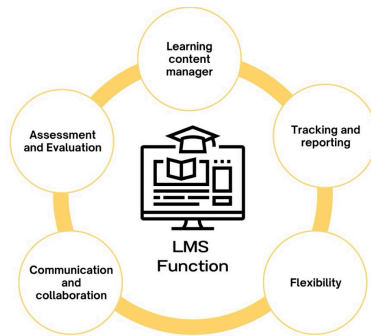 Learning
content
manager
Assessment
and Evaluation
Tracking and
reporting
LMS
Function
Communication
and
collaboration
Flexibility